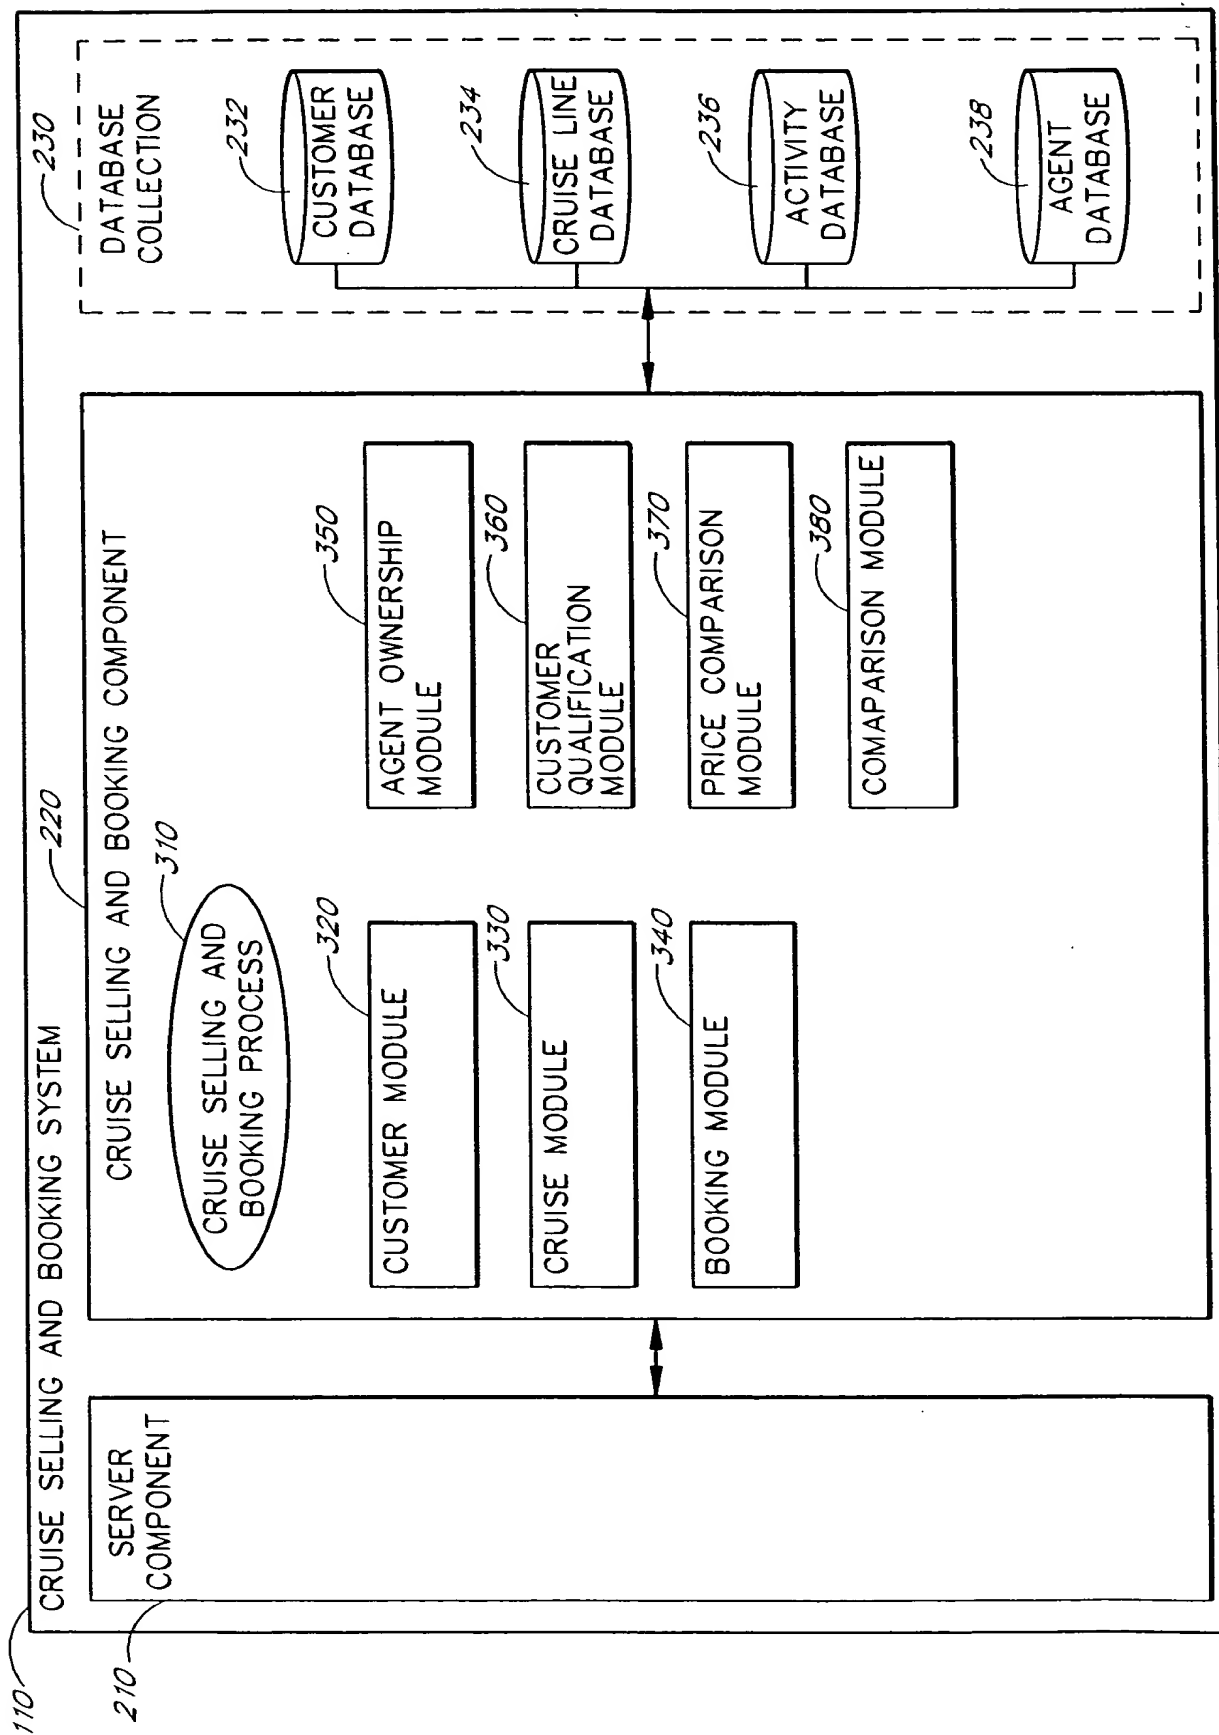 110
CRUISE SELLING AND BOOKING SYSTEM
210
SERVER
COMPONENT
220
CRUISE SELLING AND BOOKING COMPONENT
310
CRUISE SELLING AND
BOOKING PROCESS
320
CUSTOMER MODULE
330
CRUISE MODULE
340
BOOKING MODULE
350
AGENT OWNERSHIP
MODULE
360
CUSTOMER
QUALIFICATION
MODULE
370
PRICE COMPARISON
MODULE
380
COMAPARISON MODULE
230
DATABASE
COLLECTION
232
CUSTOMER
DATABASE
234
CRUISE LINE
DATABASE
236
ACTIVITY
DATABASE
238
AGENT
DATABASE